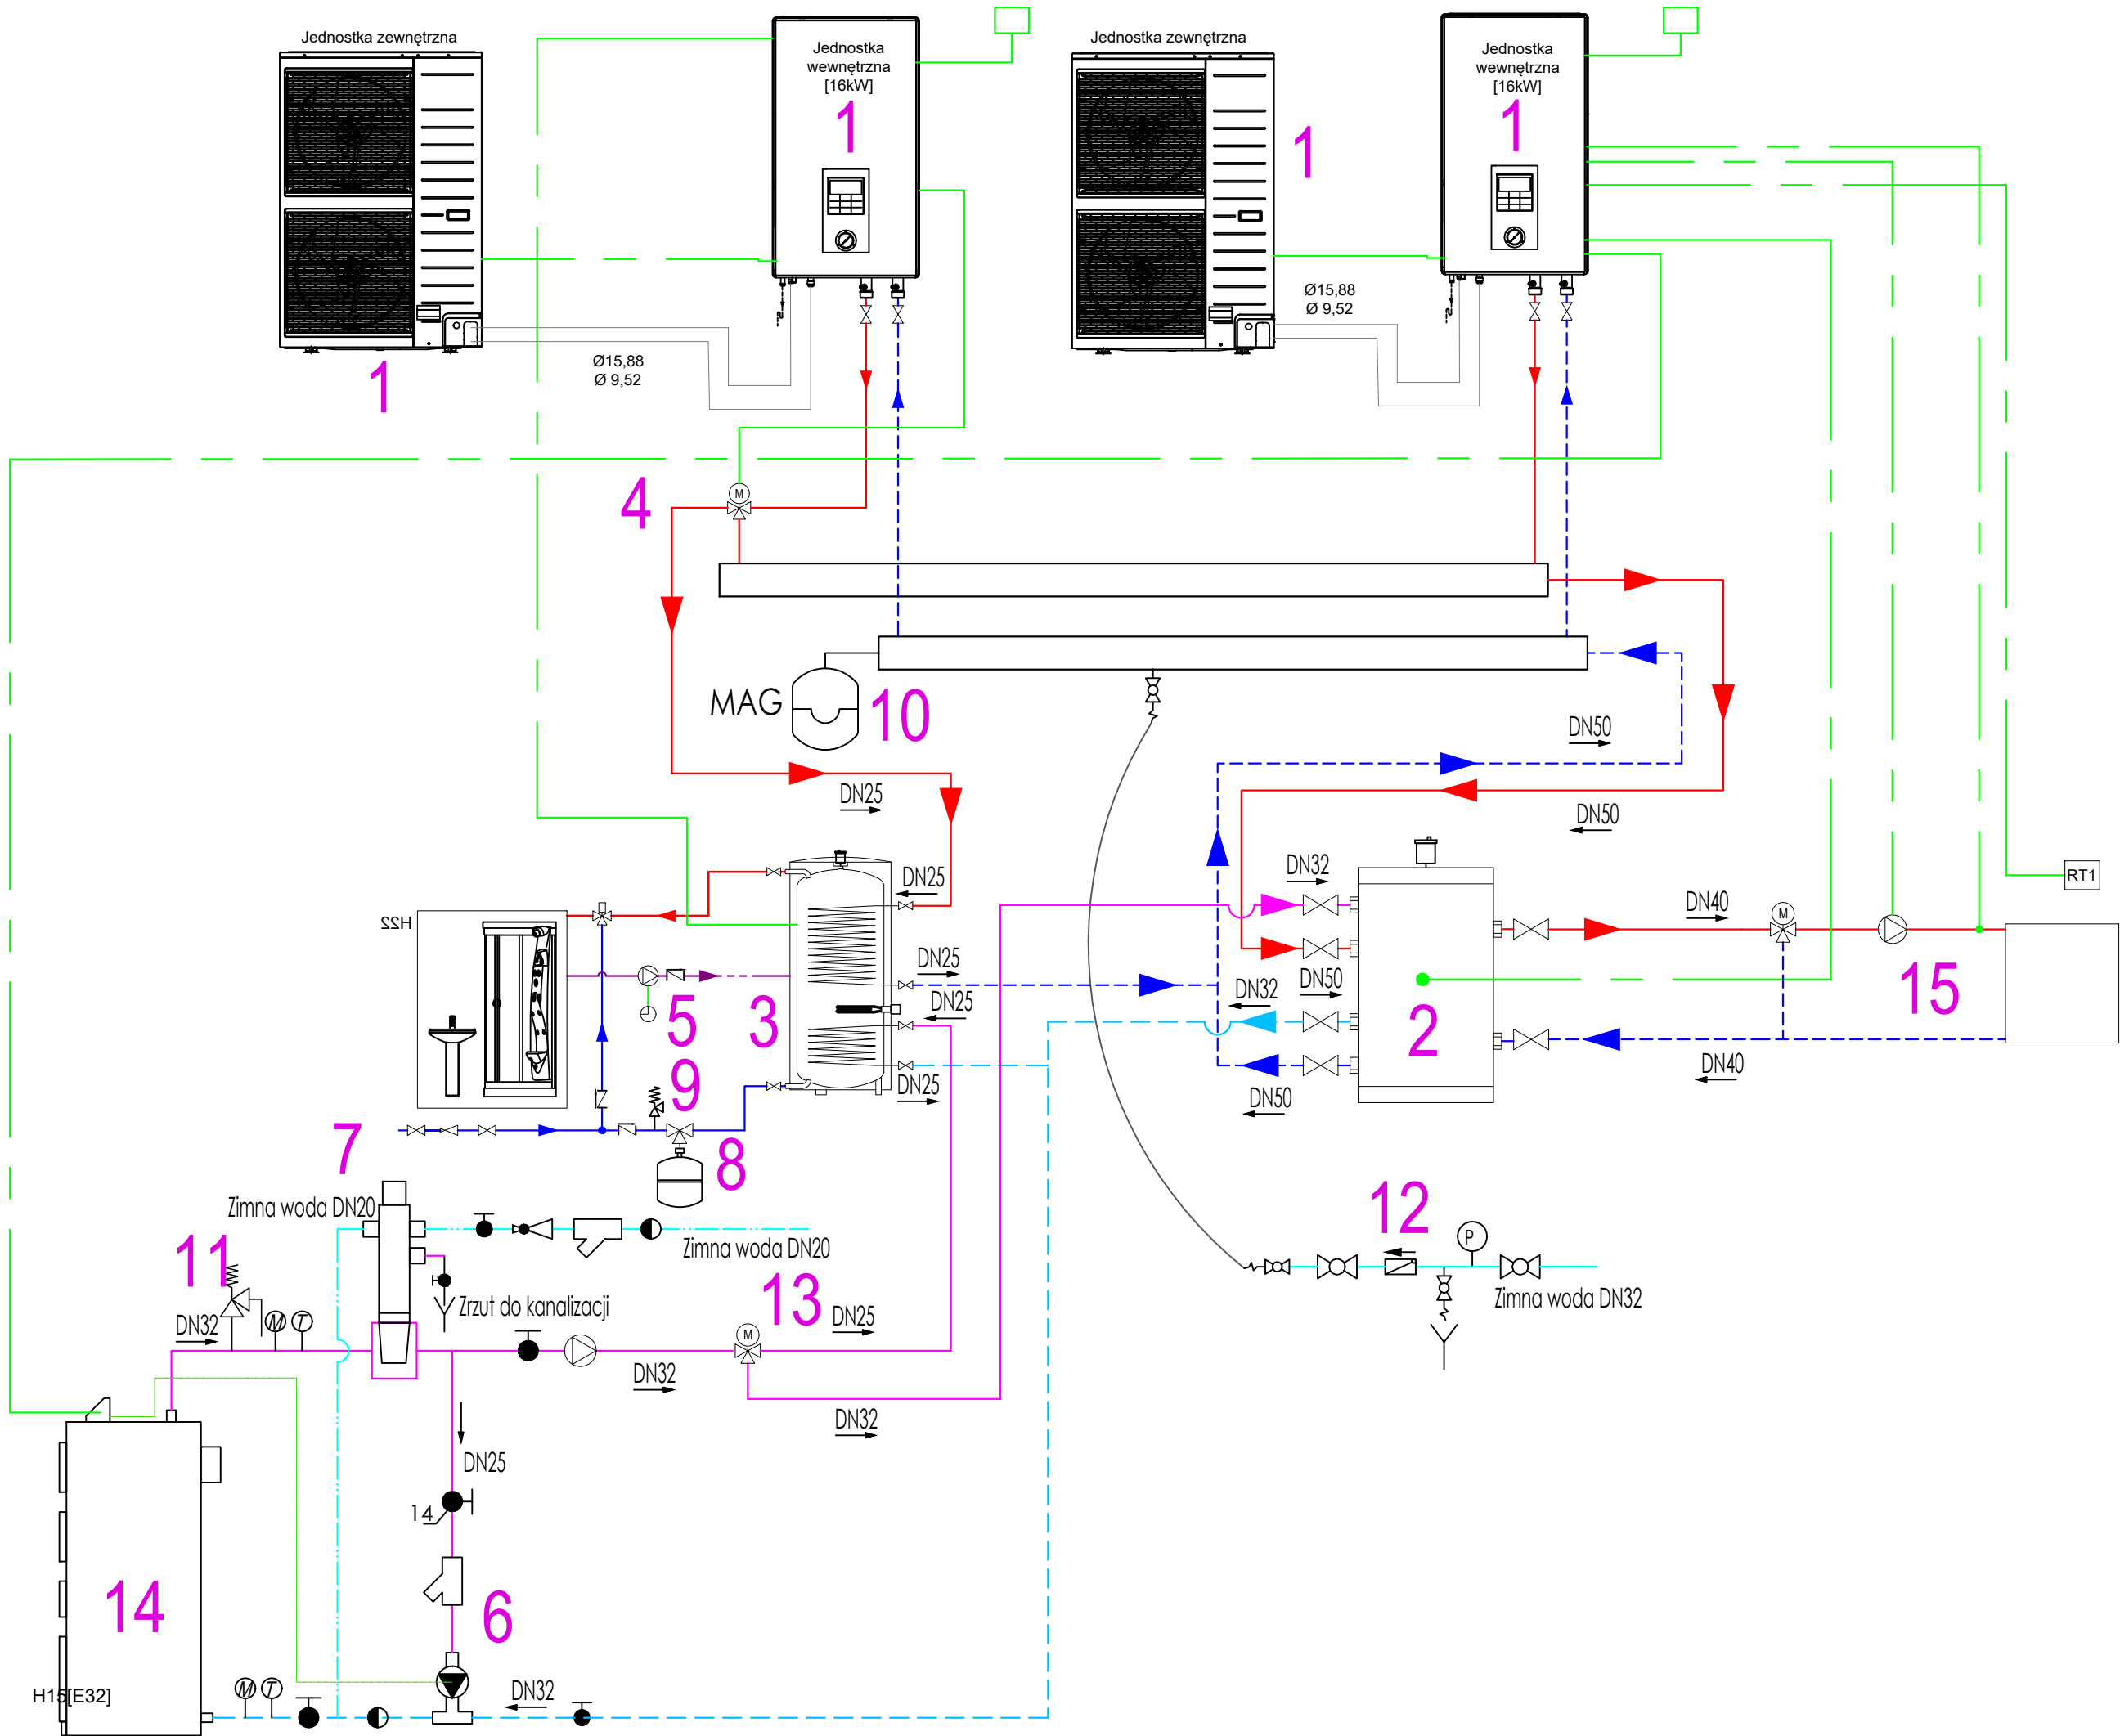 Jednostka zewnętrzna
Jednostka
wewnętrzna
[16kW]
1
Jednostka zewnętrzna
1
Jednostka
wewnętrzna
[16kW]
1
Ø15,88
Ø 9,52
1
Ø15,88
Ø 9,52
4
M
MAG
10
DN50
DN25
DN50
DN25
DN32
DN40
M
RT1
H22
DN25
DN25
DN32
DN50
5
3
2
15
9
DN25
DN50
DN40
7
8
Zimna woda DN20
Zimna woda DN20
12
P
11
13
Zrzut do kanalizacji
DN25
Zimna woda DN32
DN32
M
T
M
DN32
DN32
DN25
14
14
6
H15[E32]
M
T
DN32